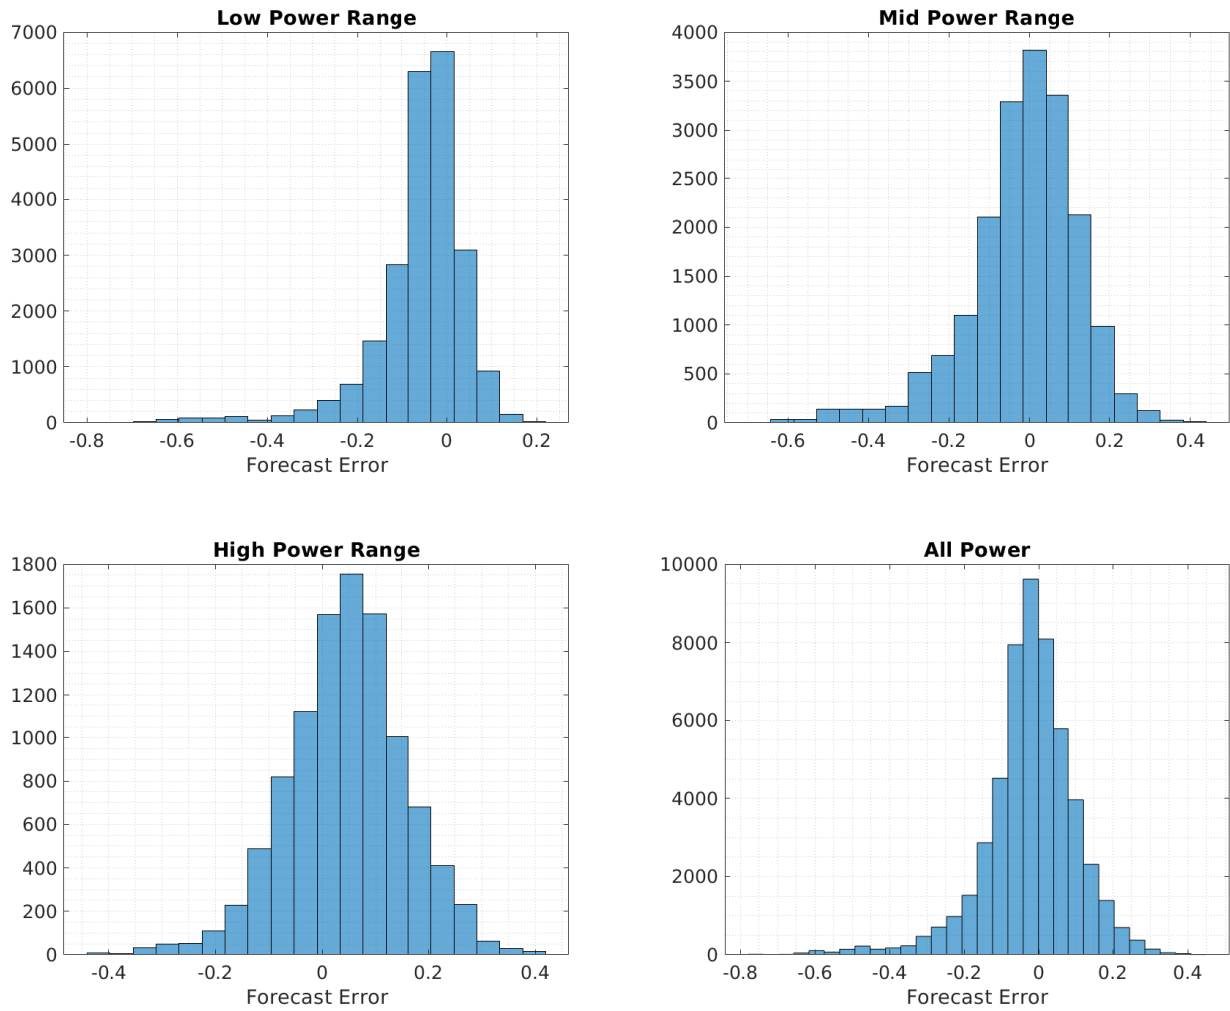 Low Power Range
7000
6000
5000
4000
3000
2000
1000
0
-0.8 -0.6 -0.4 -0.2 0 0.2
Forecast Error
Mid Power Range
4000
3500
3000
2500
2000
1500
1000
500
0
-0.6 -0.4 -0.2 0 0.2 0.4
Forecast Error
High Power Range
1800
1600
1400
1200
1000
800
600
400
200
0
-0.4 -0.2 0 0.2 0.4
Forecast Error
All Power
10000
8000
6000
4000
2000
0
-0.8 -0.6 -0.4 -0.2 0 0.2 0.4
Forecast Error